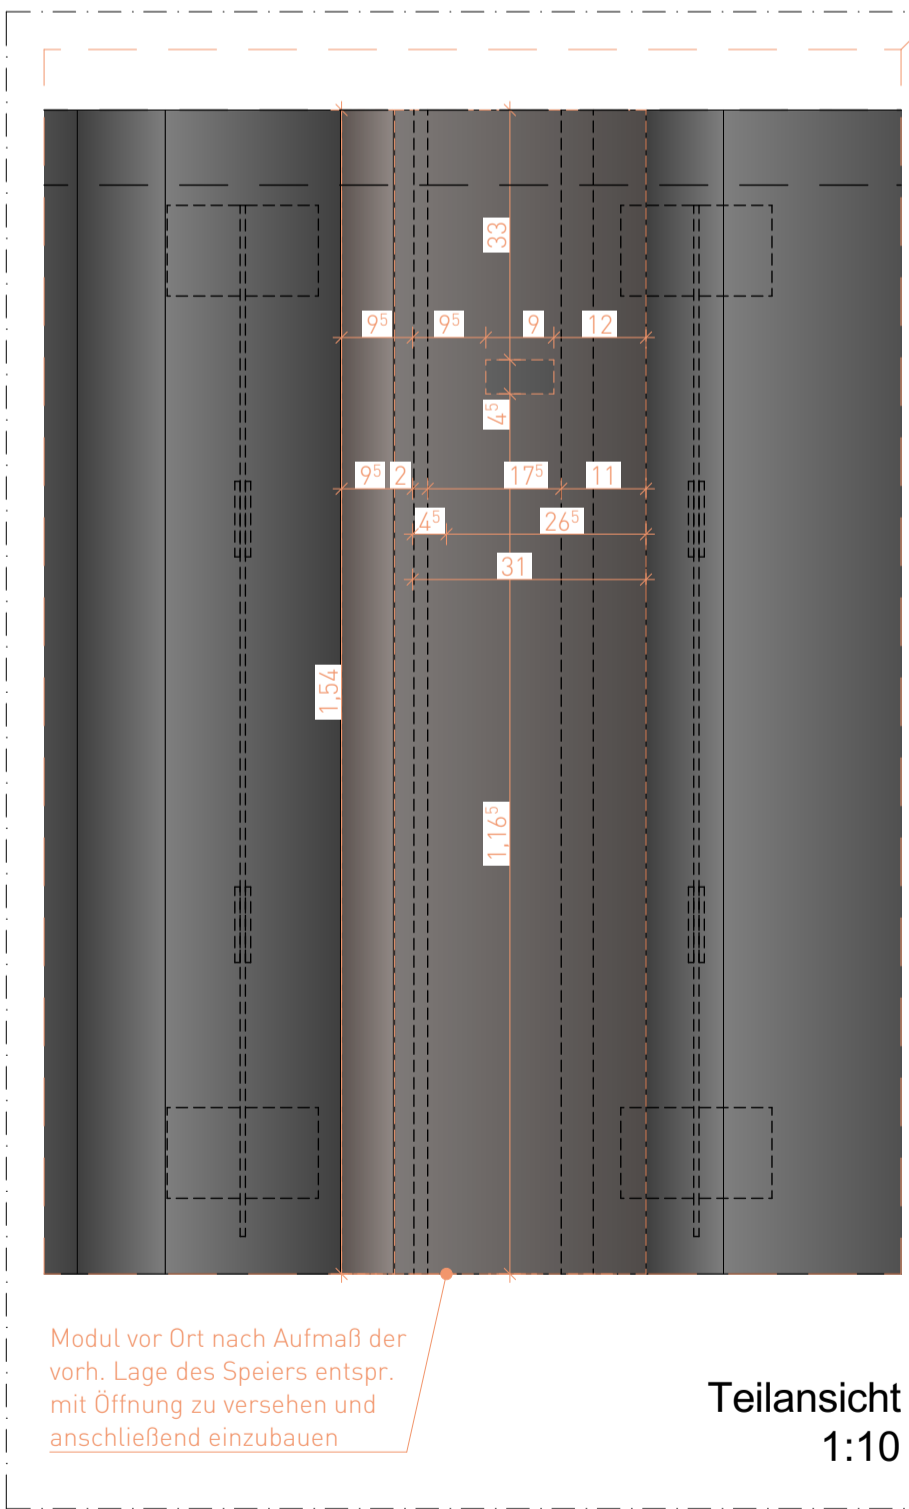 33
9⁵ 9⁵ 9 12
4⁵
9⁵ 2 17⁵ 11
4⁵ 26⁵
31
1,54
1,16⁵
Modul vor Ort nach Aufmaß der
vorh. Lage des Speiers entspr.
mit Öffnung zu versehen und
anschließend einzubauen
Teilansicht
1:10